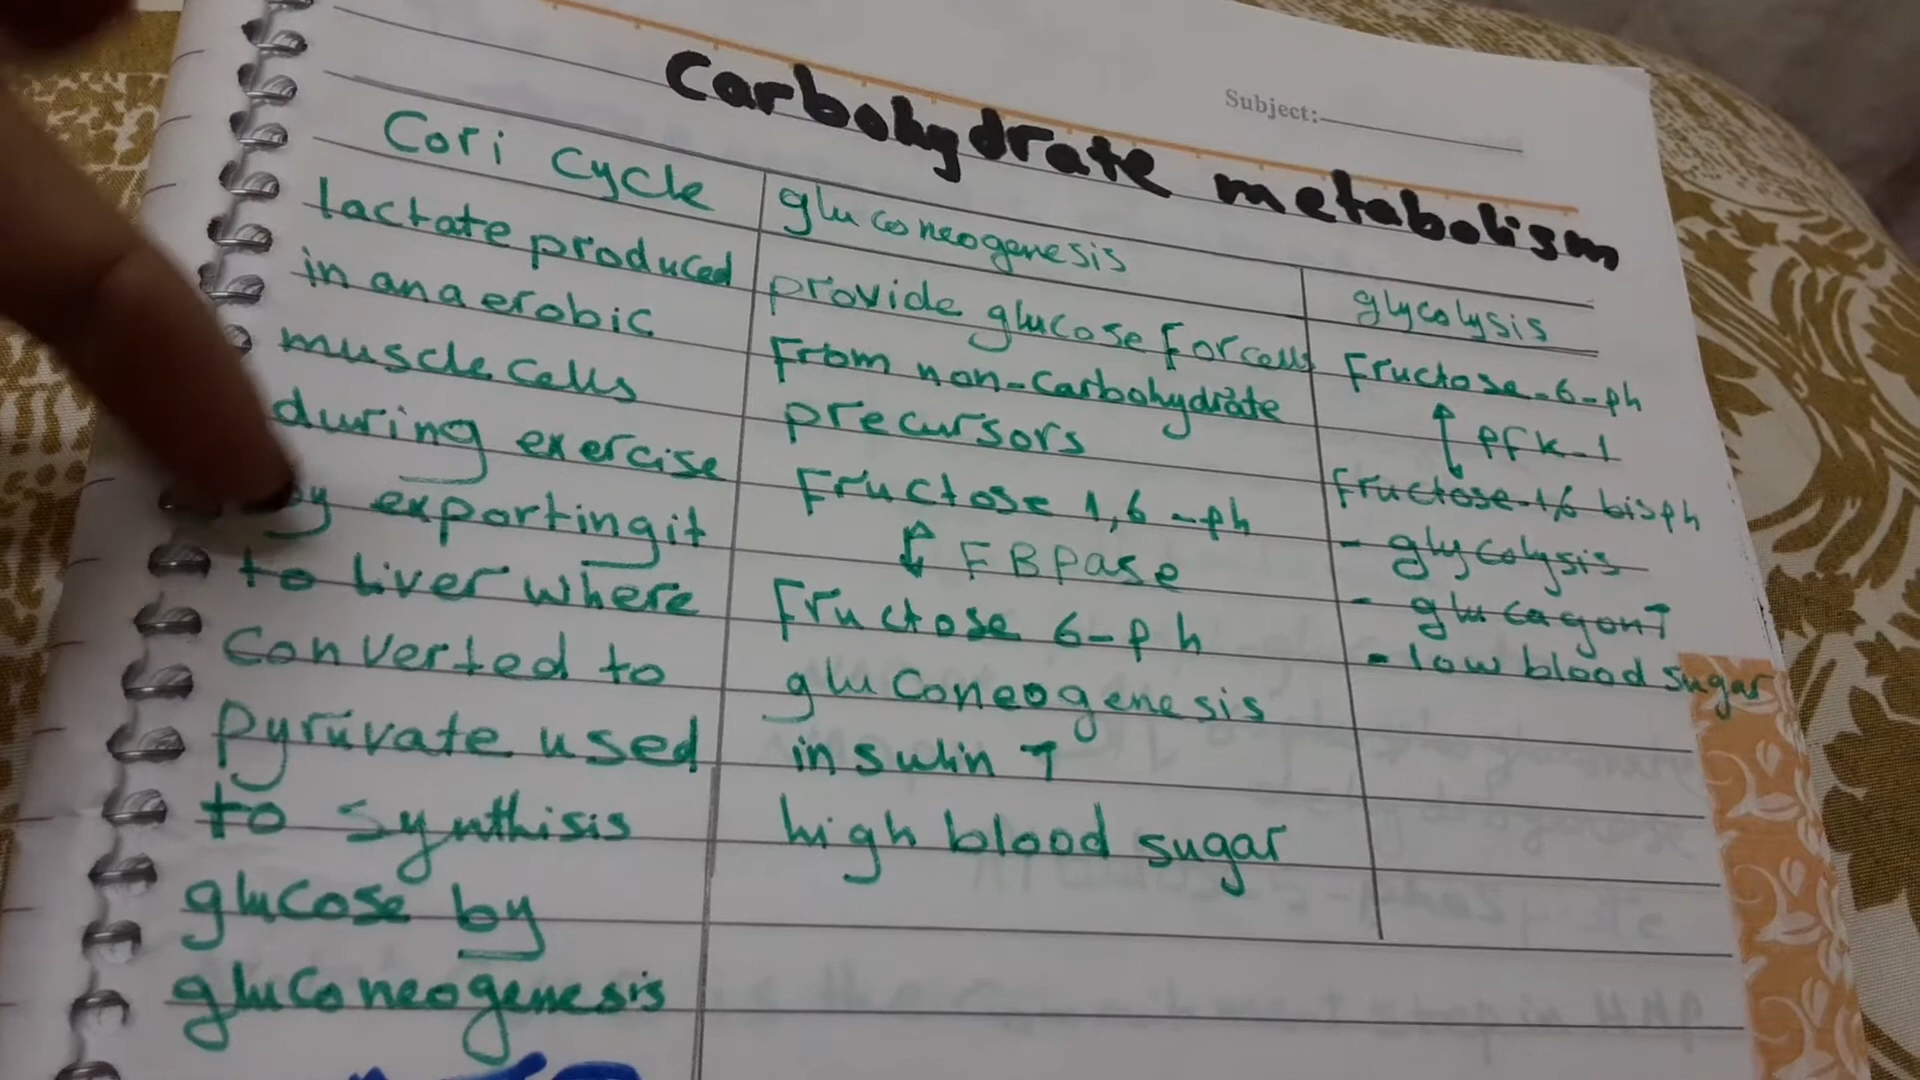 Subject:
Carbohydrate metabolism
Cori Cycle
lactate produced
in anaerobic
muscle cells
during exercise
by exporting it
to liver where
converted to
pyruvate used
to synthisis
glucose by
gluconeogenesis
gluconeogenesis
provide glucose for cells
From non-carbohydrate
precursors
Fructose 1,6-ph
↕ FBPase
Fructose 6-ph
gluconeogenesis
insulin ↑
high blood sugar
glycolysis
Fructose-6-ph
↕ PFK-1
fructose-1,6 bisph
- glycolysis
- glucagon ↑
- low blood sugar